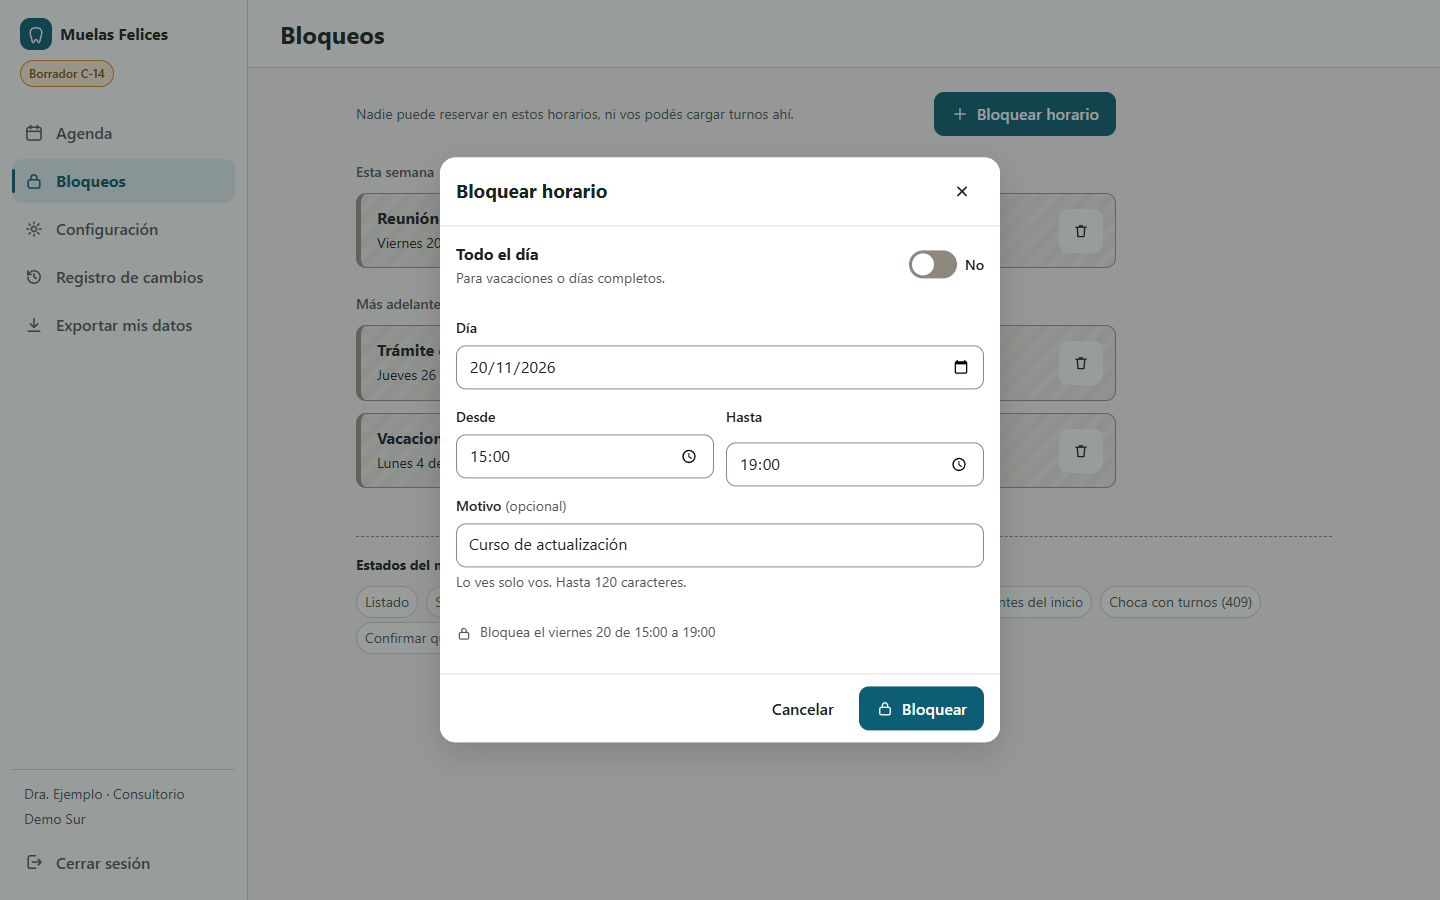 Muelas Felices
Borrador C-14
Agenda
Bloqueos
Configuración
Registro de cambios
Exportar mis datos
Dra. Ejemplo · Consultorio
Demo Sur
Cerrar sesión
Bloqueos
Nadie puede reservar en estos horarios, ni vos podés cargar turnos ahí.
+ Bloquear horario
Esta semana
Reunión
Viernes 20
Más adelante
Trámite
Jueves 26
Lunes 4 de
Estados del
Listado
del inicio
Choca con turnos (409)
Confirmar
Bloquear horario
Todo el día
Para vacaciones o días completos.
No
Día
20/11/2026
Desde
Hasta
15:00
19:00
Motivo (opcional)
Curso de actualización
Lo ves solo vos. Hasta 120 caracteres.
Bloquea el viernes 20 de 15:00 a 19:00
Cancelar
Bloquear